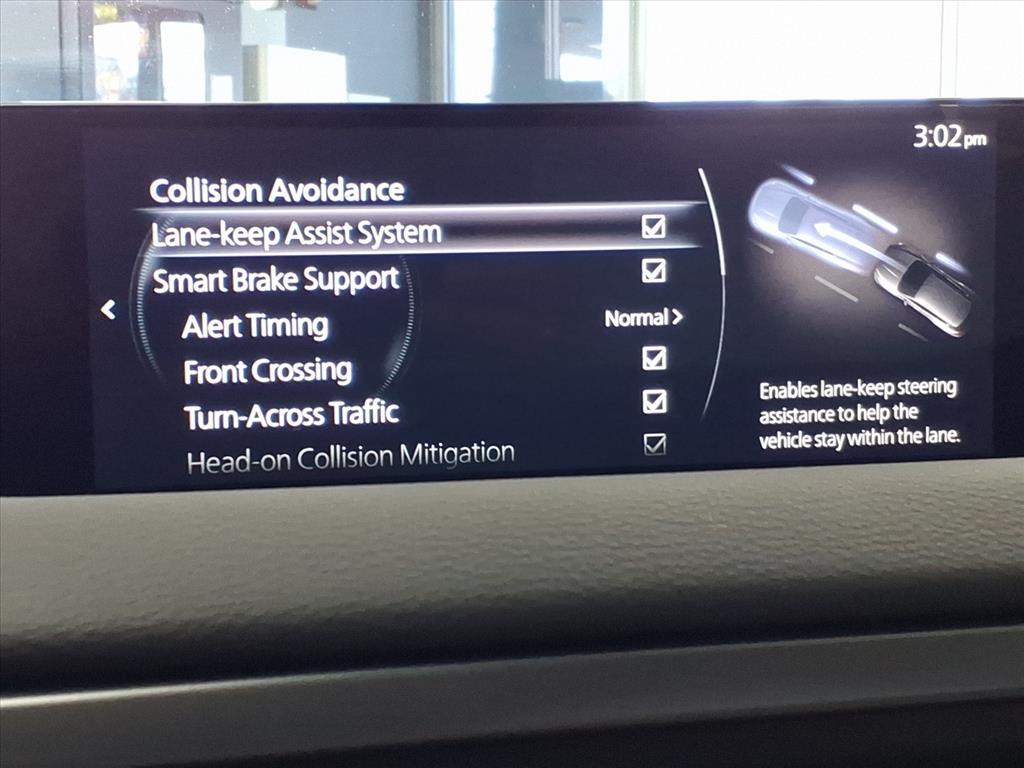 3:02pm
Collision Avoidance
Lane-keep Assist System
Smart Brake Support
Alert Timing
Normal >
Front Crossing
Turn-Across Traffic
Head-on Collision Mitigation
Enables lane-keep steering
assistance to help the
vehicle stay within the lane.